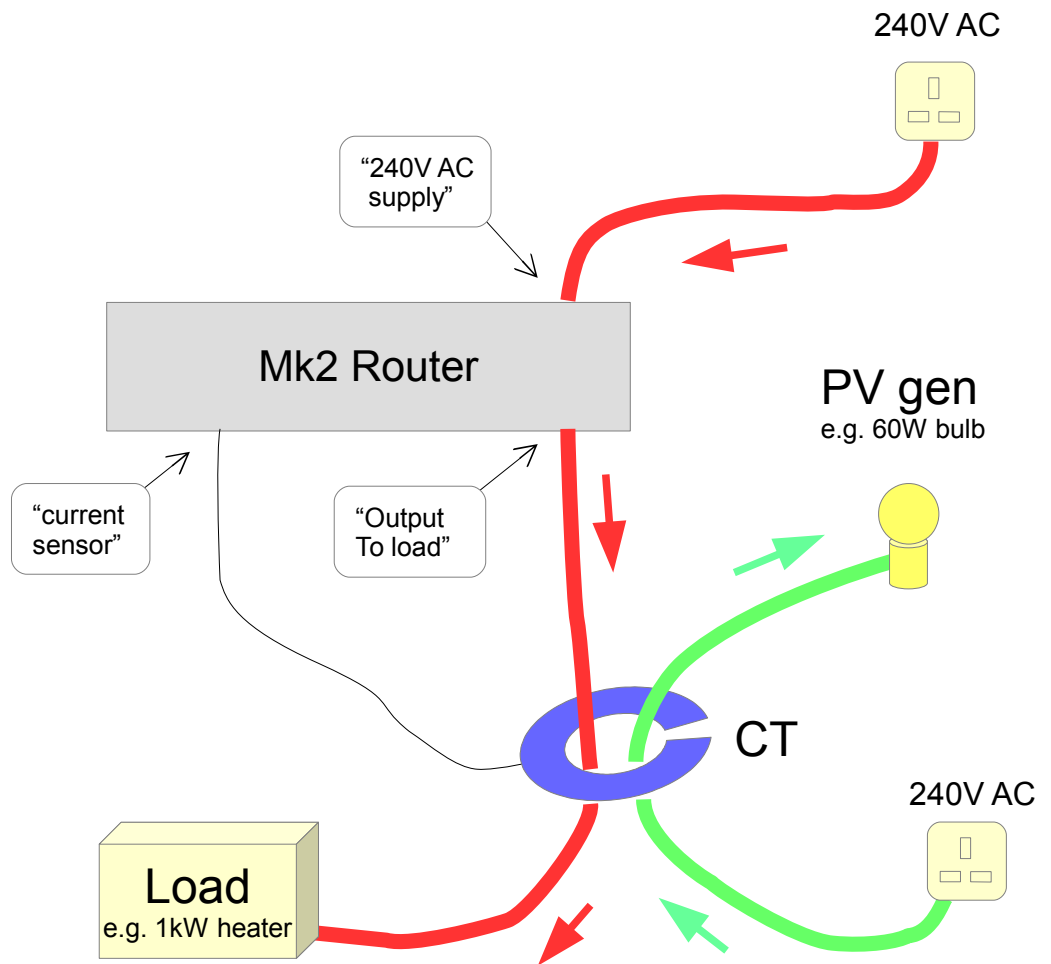 240V AC
“240V AC
supply”
Mk2 Router
PV gen
e.g. 60W bulb
“current
sensor”
“Output
To load”
CT
240V AC
Load
e.g. 1kW heater